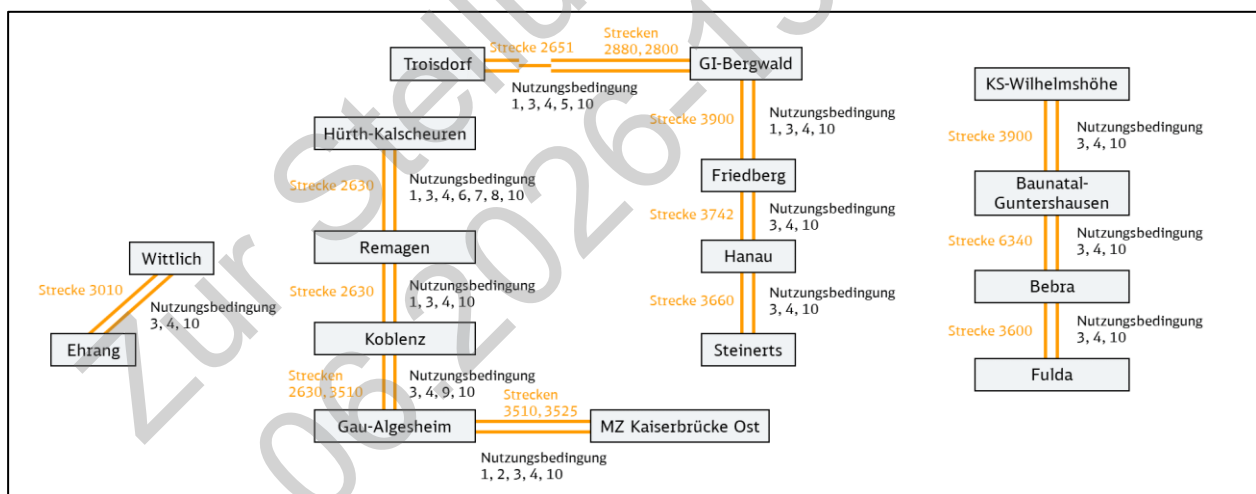 Strecke 2651
Strecken
2880, 2800
Troisdorf
GI-Bergwald
Nutzungsbedingung
1, 3, 4, 5, 10
Hürth-Kalscheuren
Strecke 3900
Nutzungsbedingung
1, 3, 4, 10
Strecke 2630
Nutzungsbedingung
1, 3, 4, 6, 7, 8, 10
Friedberg
Strecke 3742
Nutzungsbedingung
3, 4, 10
Remagen
Hanau
Strecke 2630
Nutzungsbedingung
1, 3, 4, 10
Strecke 3660
Nutzungsbedingung
3, 4, 10
Koblenz
Steinerts
Strecken
2630, 3510
Nutzungsbedingung
3, 4, 9, 10
Strecken
3510, 3525
Gau-Algesheim
MZ Kaiserbrücke Ost
Nutzungsbedingung
1, 2, 3, 4, 10
Wittlich
Strecke 3010
Nutzungsbedingung
3, 4, 10
Ehrang
KS-Wilhelmshöhe
Strecke 3900
Nutzungsbedingung
3, 4, 10
Baunatal-
Guntershausen
Strecke 6340
Nutzungsbedingung
3, 4, 10
Bebra
Strecke 3600
Nutzungsbedingung
3, 4, 10
Fulda